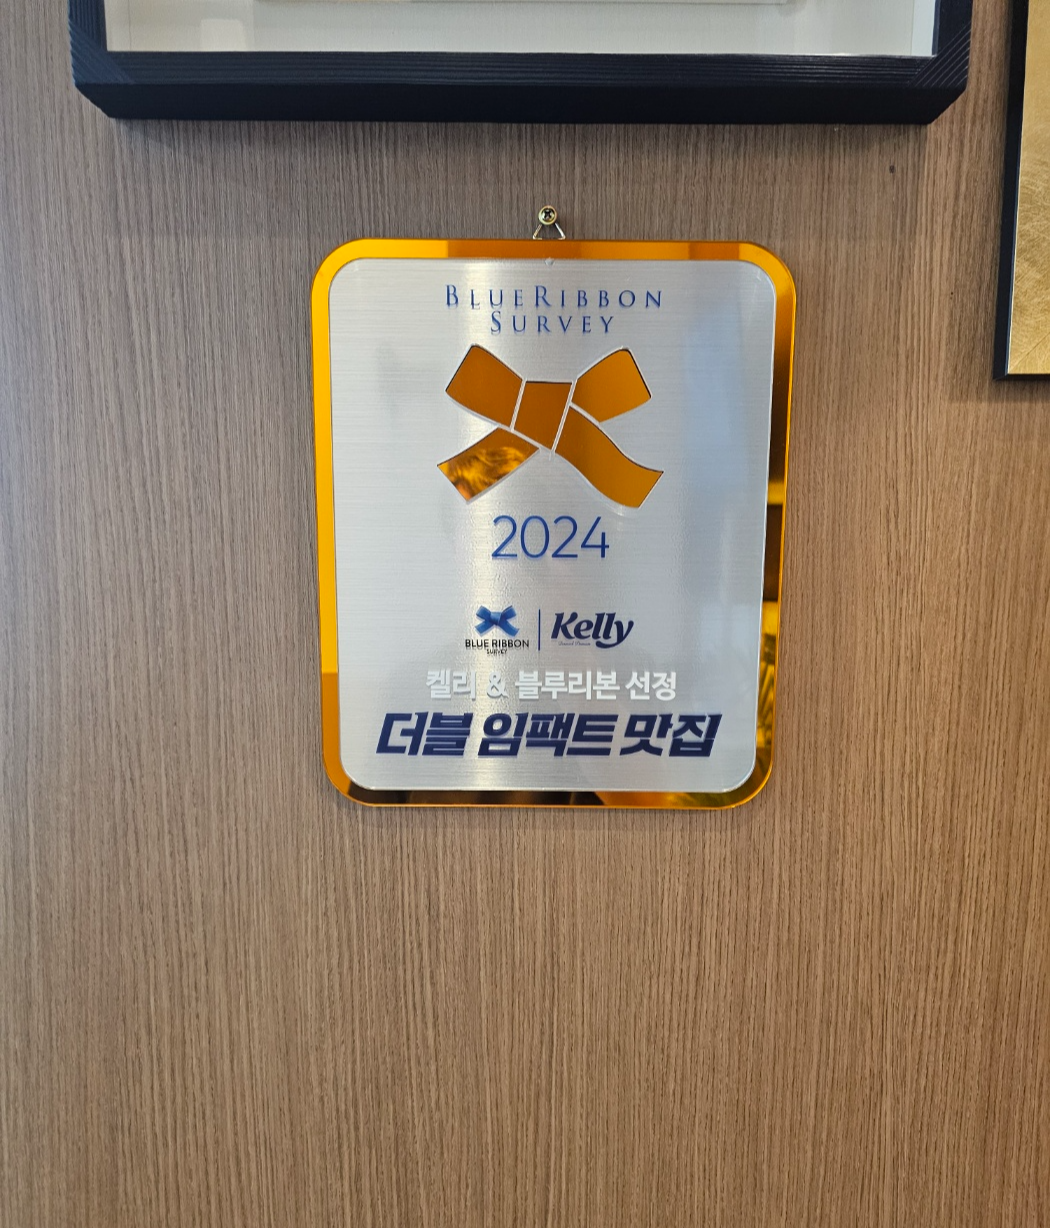 BLUERIBBON
SURVEY
2024
BLUE RIBBON
SURVEY
Kelly
켈리 & 블루리본 선정
더블 임팩트 맛집